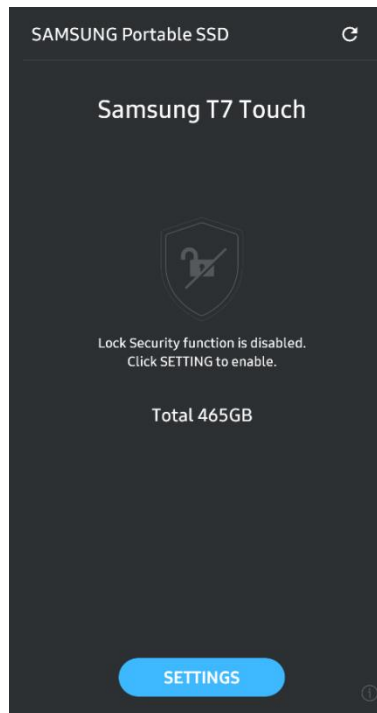 SAMSUNG Portable SSD
Samsung T7 Touch
Lock Security function is disabled.
Click SETTING to enable.
Total 465GB
SETTINGS